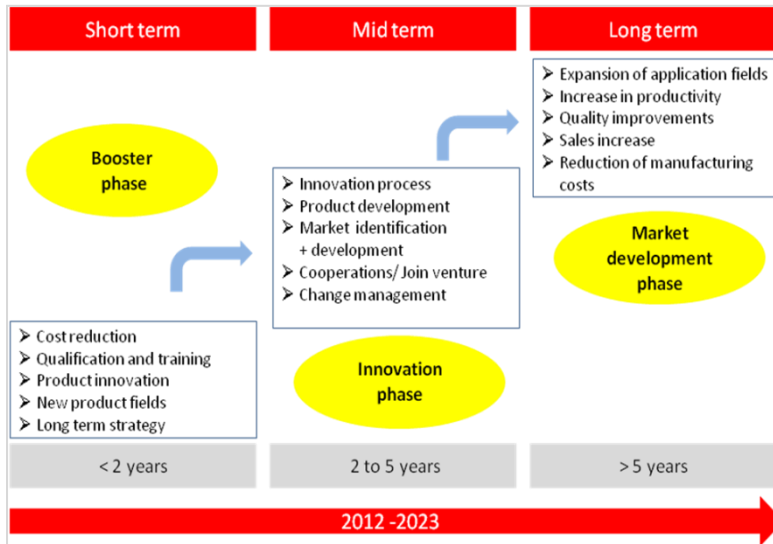 Short term
Mid term
Long term
Booster
phase
➢ Cost reduction
➢ Qualification and training
➢ Product innovation
➢ New product fields
➢ Long term strategy
➢ Innovation process
➢ Product development
➢ Market identification
+ development
➢ Cooperations/ Join venture
➢ Change management
Innovation
phase
➢ Expansion of application fields
➢ Increase in productivity
➢ Quality improvements
➢ Sales increase
➢ Reduction of manufacturing
costs
Market
development
phase
< 2 years
2 to 5 years
> 5 years
2012 -2023